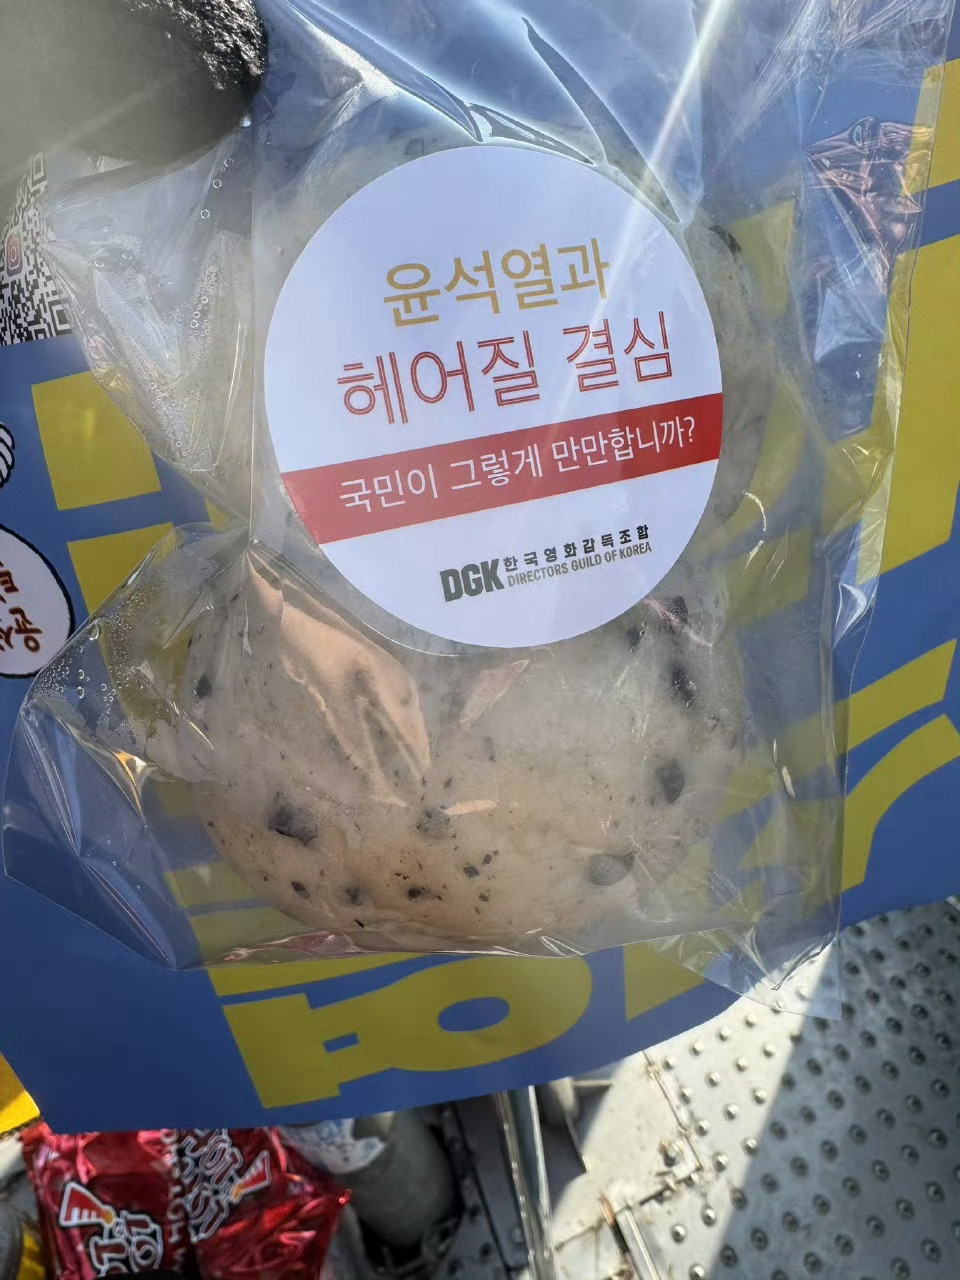 윤석열과
헤어질 결심
국민이 그렇게 만만합니까?
DGK 한국영화감독조합
DIRECTORS GUILD OF KOREA